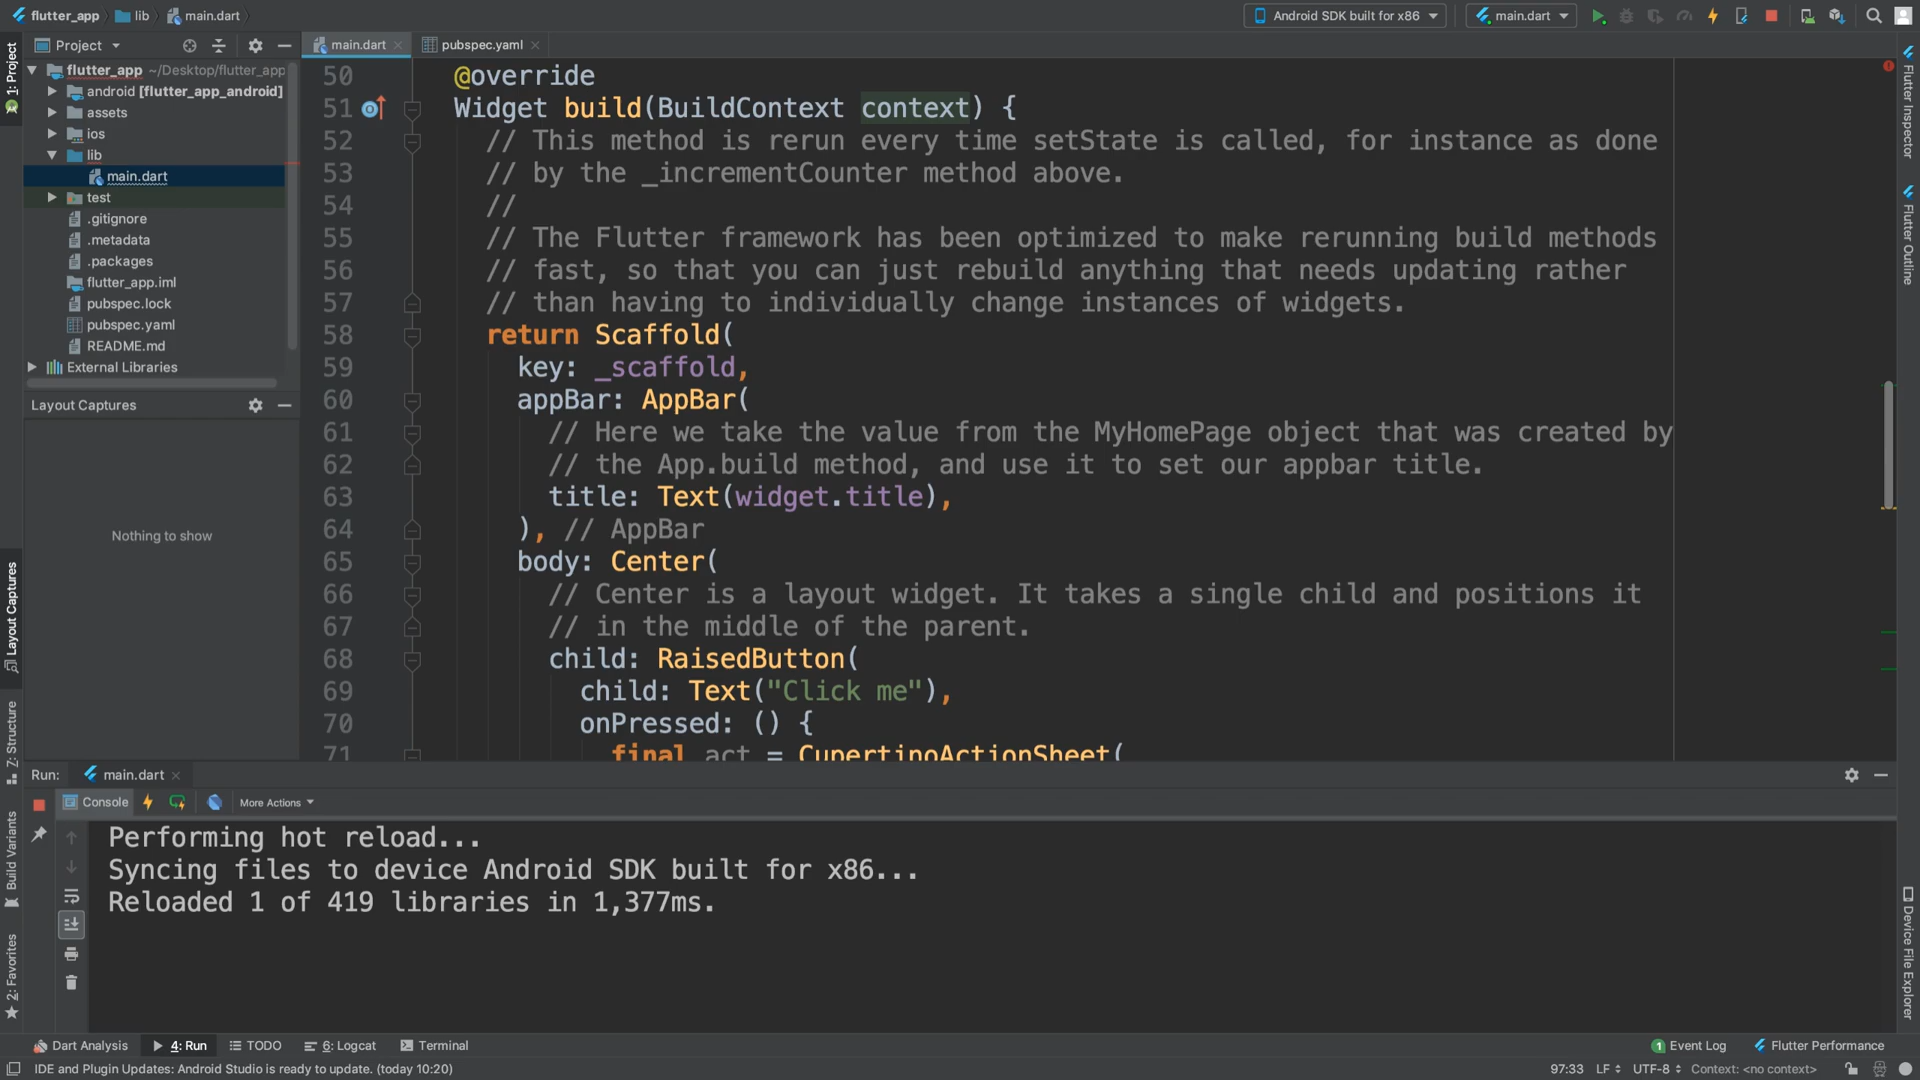 flutter_app
lib
main.dart
Android SDK built for x86
main.dart
1: Project
Project
main.dart
pubspec.yaml
flutter_app ~/Desktop/flutter_app
android [flutter_app_android]
assets
ios
lib
main.dart
test
.gitignore
.metadata
.packages
flutter_app.iml
pubspec.lock
pubspec.yaml
README.md
External Libraries
Layout Captures
Nothing to show
Layout Captures
Z: Structure
Build Variants
2: Favorites
50 @override
51 Widget build(BuildContext context) {
52 // This method is rerun every time setState is called, for instance as done
53 // by the _incrementCounter method above.
54 //
55 // The Flutter framework has been optimized to make rerunning build methods
56 // fast, so that you can just rebuild anything that needs updating rather
57 // than having to individually change instances of widgets.
58 return Scaffold(
59 key: _scaffold,
60 appBar: AppBar(
61 // Here we take the value from the MyHomePage object that was created by
62 // the App.build method, and use it to set our appbar title.
63 title: Text(widget.title),
64 ), // AppBar
65 body: Center(
66 // Center is a layout widget. It takes a single child and positions it
67 // in the middle of the parent.
68 child: RaisedButton(
69 child: Text("Click me"),
70 onPressed: () {
71 final act = CupertinoActionSheet(
Flutter Inspector
Flutter Outline
Device File Explorer
Run:
main.dart
Console
More Actions
Performing hot reload...
Syncing files to device Android SDK built for x86...
Reloaded 1 of 419 libraries in 1,377ms.
Dart Analysis
4: Run
TODO
6: Logcat
Terminal
1 Event Log
Flutter Performance
IDE and Plugin Updates: Android Studio is ready to update. (today 10:20)
97:33
LF
UTF-8
Context: <no context>